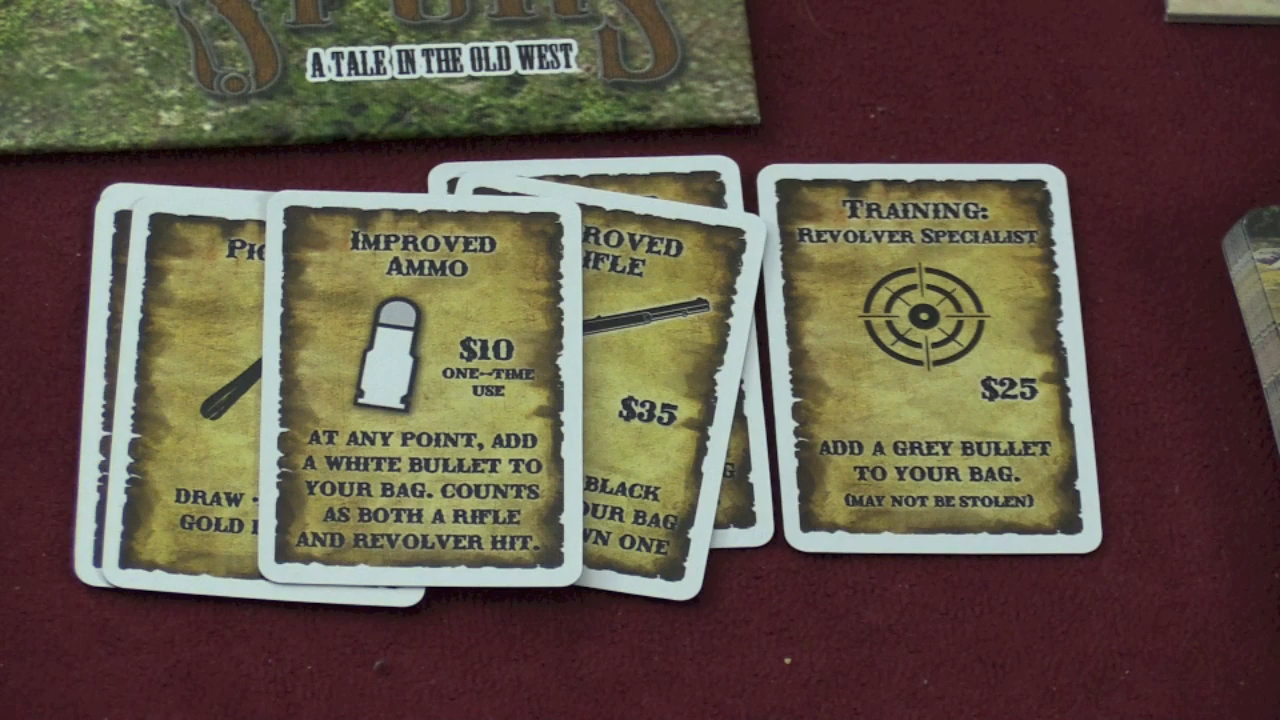 SPURS
A TALE IN THE OLD WEST
IMPROVED
AMMO
$10
ONE-TIME
USE
AT ANY POINT, ADD
A WHITE BULLET TO
YOUR BAG. COUNTS
AS BOTH A RIFLE
AND REVOLVER HIT.
DRAW
GOLD
ROVED
IFLE
$35
BLACK
OUR BAG
WN ONE
G
TRAINING:
REVOLVER SPECIALIST
$25
ADD A GREY BULLET
TO YOUR BAG.
(MAY NOT BE STOLEN)